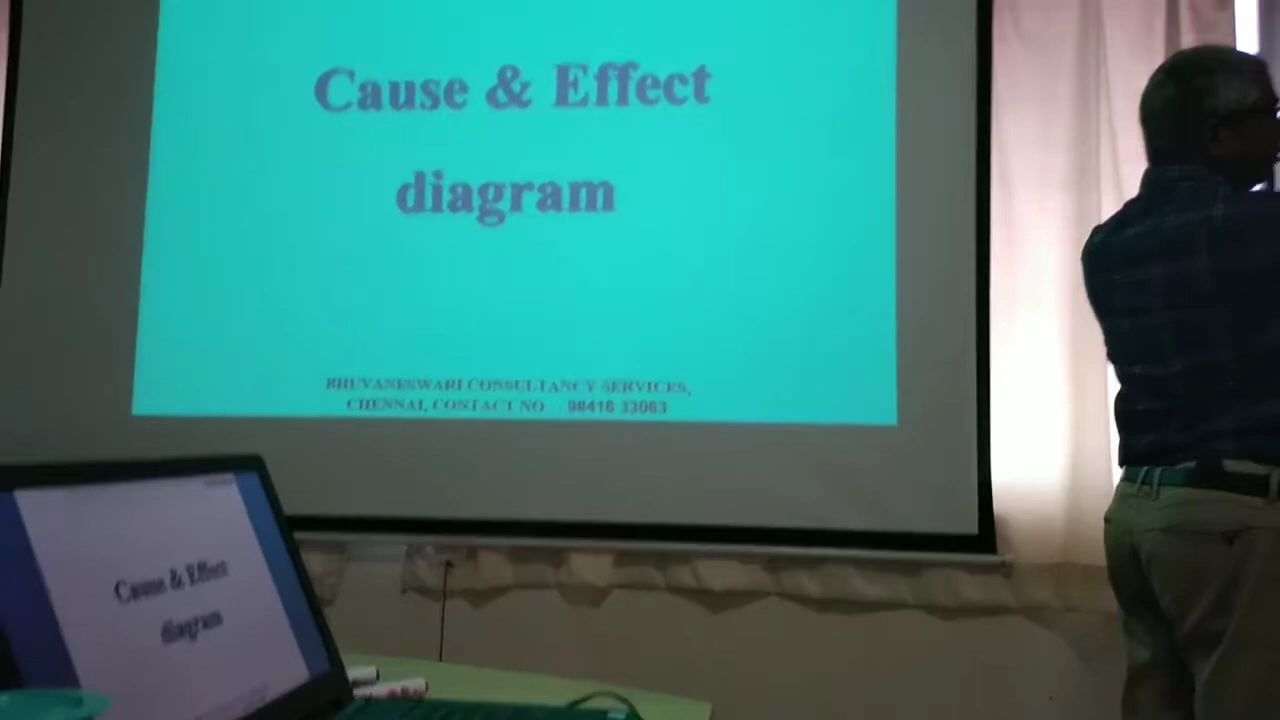 Cause & Effect
diagram
BHUVANESWARI CONSULTANCY SERVICES,
CHENNAI, CONTACT NO 98416 33063
Cause & Effect
diagram